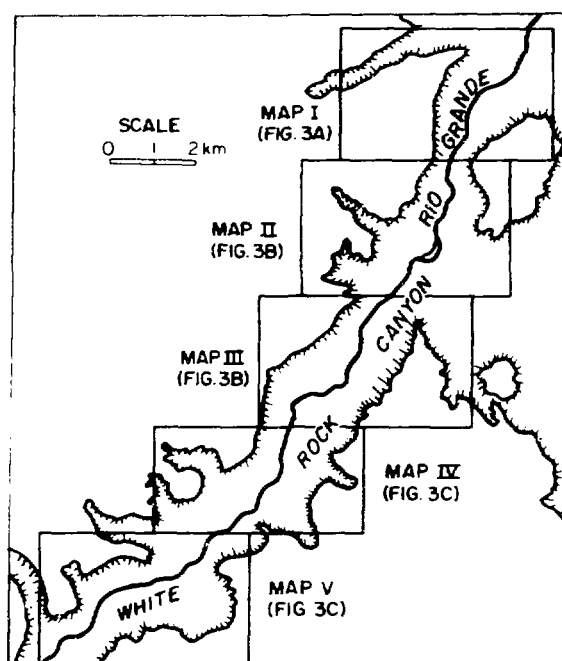 MAP I
(FIG. 3A)
SCALE
0 1 2 km
RIO GRANDE
MAP II
(FIG. 3B)
MAP III
(FIG. 3B)
WHITE ROCK CANYON
MAP IV
(FIG. 3C)
MAP V
(FIG 3C)